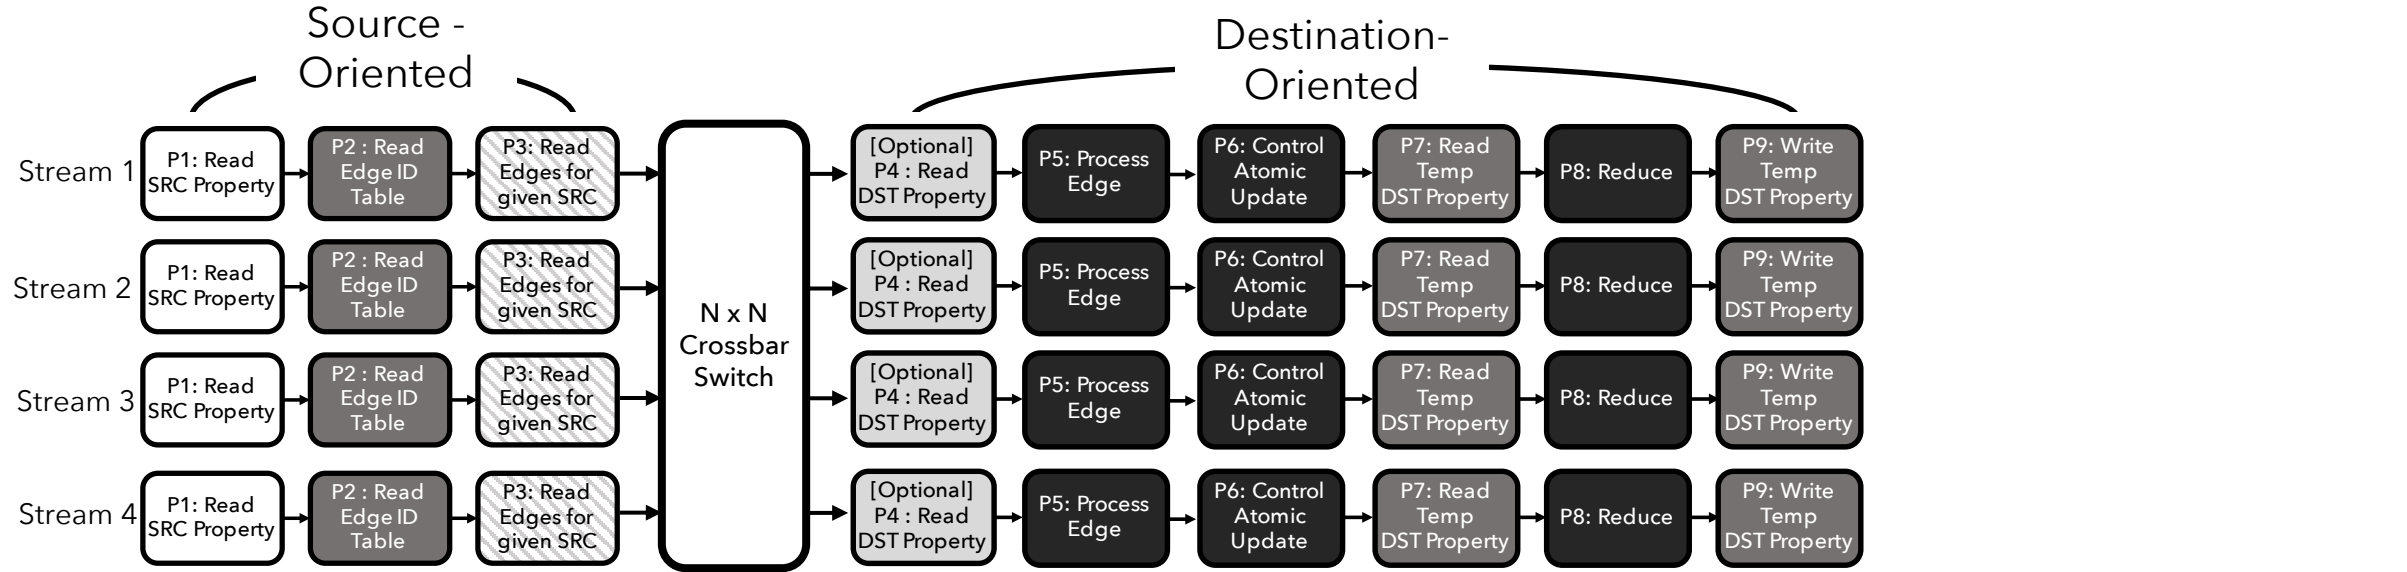 Source -
Oriented
Destination-
Oriented
Stream 1
P1: Read
SRC Property
P2 : Read
Edge ID
Table
P3: Read
Edges for
given SRC
[Optional]
P4 : Read
DST Property
P5: Process
Edge
P6: Control
Atomic
Update
P7: Read
Temp
DST Property
P8: Reduce
P9: Write
Temp
DST Property
Stream 2
P1: Read
SRC Property
P2 : Read
Edge ID
Table
P3: Read
Edges for
given SRC
[Optional]
P4 : Read
DST Property
P5: Process
Edge
P6: Control
Atomic
Update
P7: Read
Temp
DST Property
P8: Reduce
P9: Write
Temp
DST Property
N x N
Crossbar
Switch
Stream 3
P1: Read
SRC Property
P2 : Read
Edge ID
Table
P3: Read
Edges for
given SRC
[Optional]
P4 : Read
DST Property
P5: Process
Edge
P6: Control
Atomic
Update
P7: Read
Temp
DST Property
P8: Reduce
P9: Write
Temp
DST Property
Stream 4
P1: Read
SRC Property
P2 : Read
Edge ID
Table
P3: Read
Edges for
given SRC
[Optional]
P4 : Read
DST Property
P5: Process
Edge
P6: Control
Atomic
Update
P7: Read
Temp
DST Property
P8: Reduce
P9: Write
Temp
DST Property